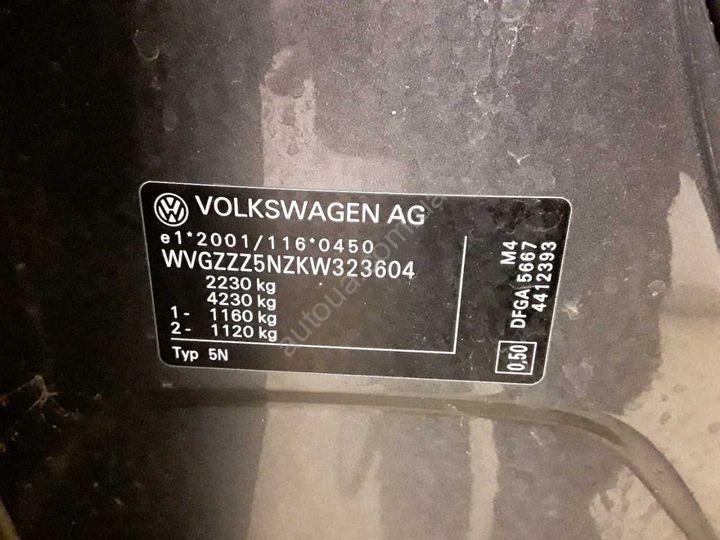 VOLKSWAGEN AG
e1*2001/116*0450
WVGZZZ5NZKW323604
2230 kg
4230 kg
1- 1160 kg
2- 1120 kg
Typ 5N
M4
DFGA 5667
4412393
0,50